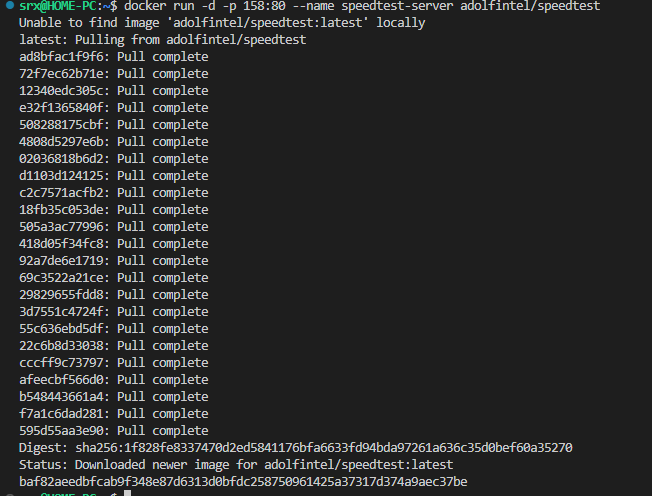 srx@HOME-PC:~$ docker run -d -p 158:80 --name speedtest-server adolfintel/speedtest
Unable to find image 'adolfintel/speedtest:latest' locally
latest: Pulling from adolfintel/speedtest
ad8bfac1f9f6: Pull complete
72f7ec62b71e: Pull complete
12340edc305c: Pull complete
e32f1365840f: Pull complete
508288175cbf: Pull complete
4808d5297e6b: Pull complete
02036818b6d2: Pull complete
d1103d124125: Pull complete
c2c7571acfb2: Pull complete
18fb35c053de: Pull complete
505a3ac77996: Pull complete
418d05f34fc8: Pull complete
92a7de6e1719: Pull complete
69c3522a21ce: Pull complete
29829655fdd8: Pull complete
3d7551c4724f: Pull complete
55c636ebd5df: Pull complete
22c6b8d33038: Pull complete
cccff9c73797: Pull complete
afeecbf566d0: Pull complete
b548443661a4: Pull complete
f7a1c6dad281: Pull complete
595d55aa3e90: Pull complete
Digest: sha256:1f828fe8337470d2ed5841176bfa6633fd94bda97261a636c35d0bef60a35270
Status: Downloaded newer image for adolfintel/speedtest:latest
baf82aeedbfcab9f348e87d6313d0bfdc258750961425a37317d374a9aec37be